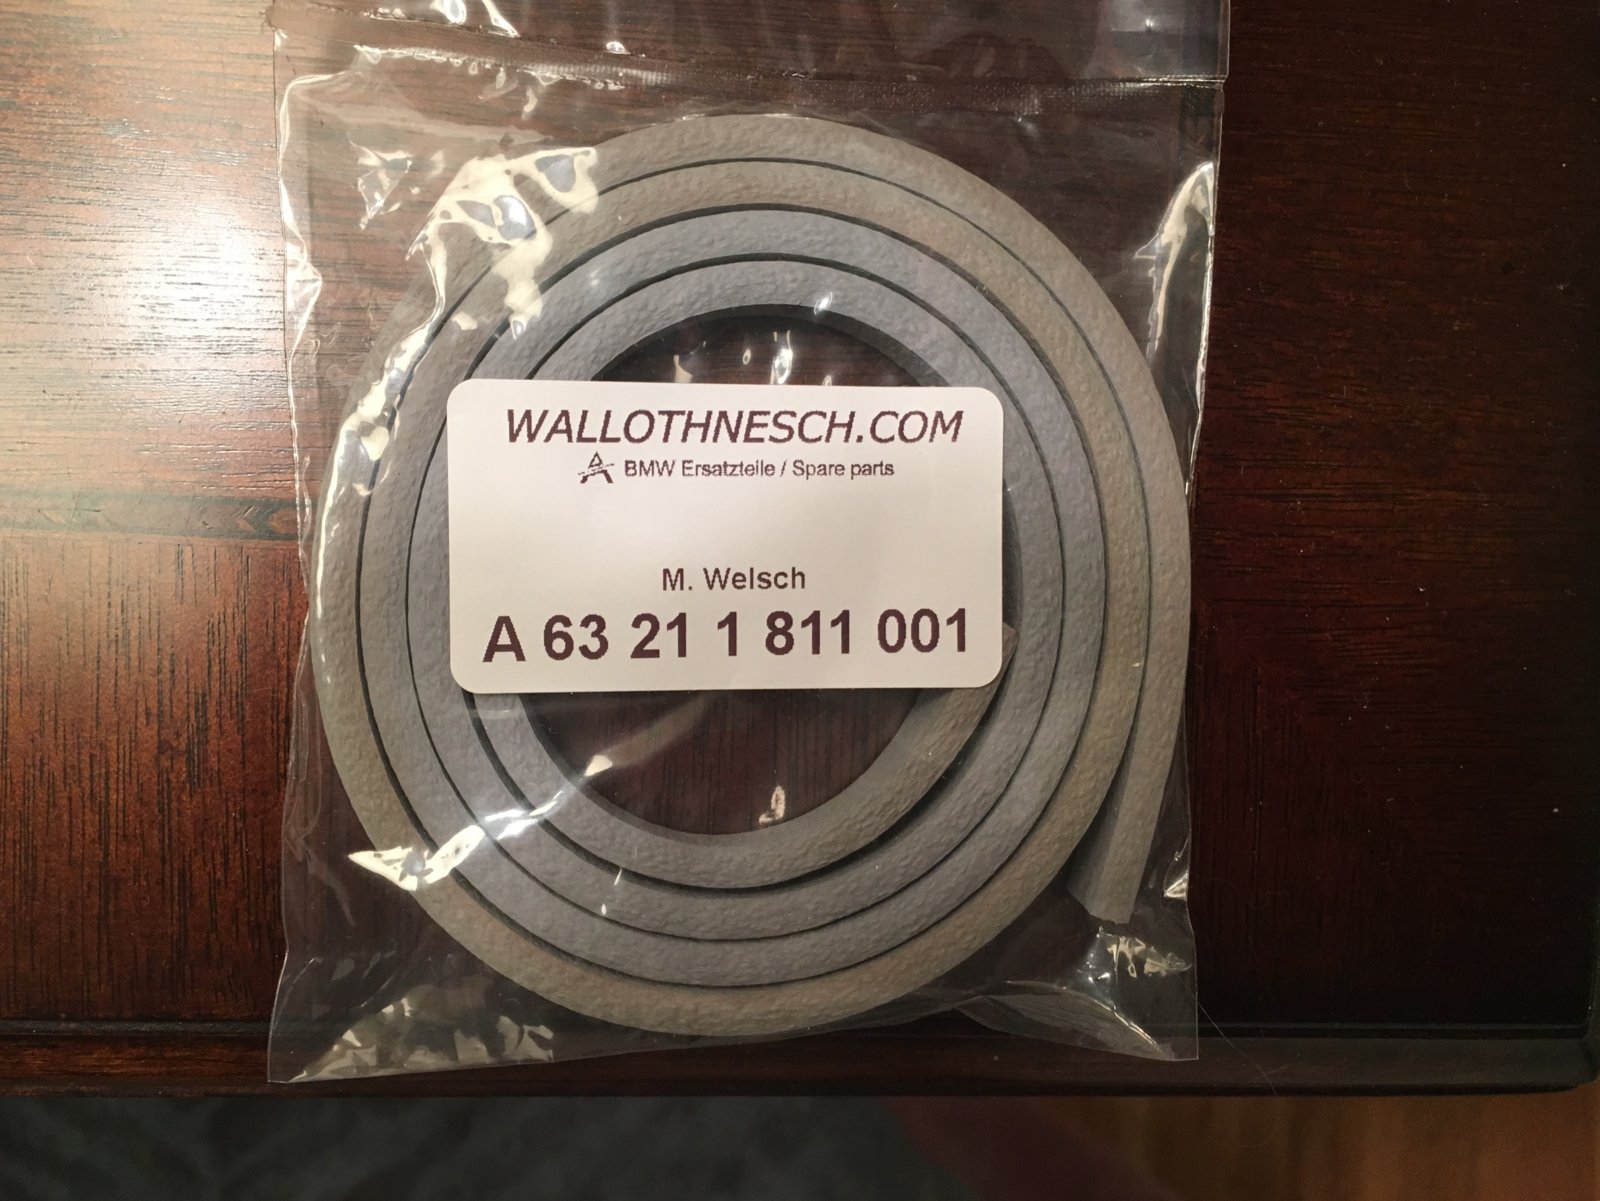 WALLOTHNESCH.COM
BMW Ersatzteile / Spare parts
M. Welsch
A 63 21 1 811 001